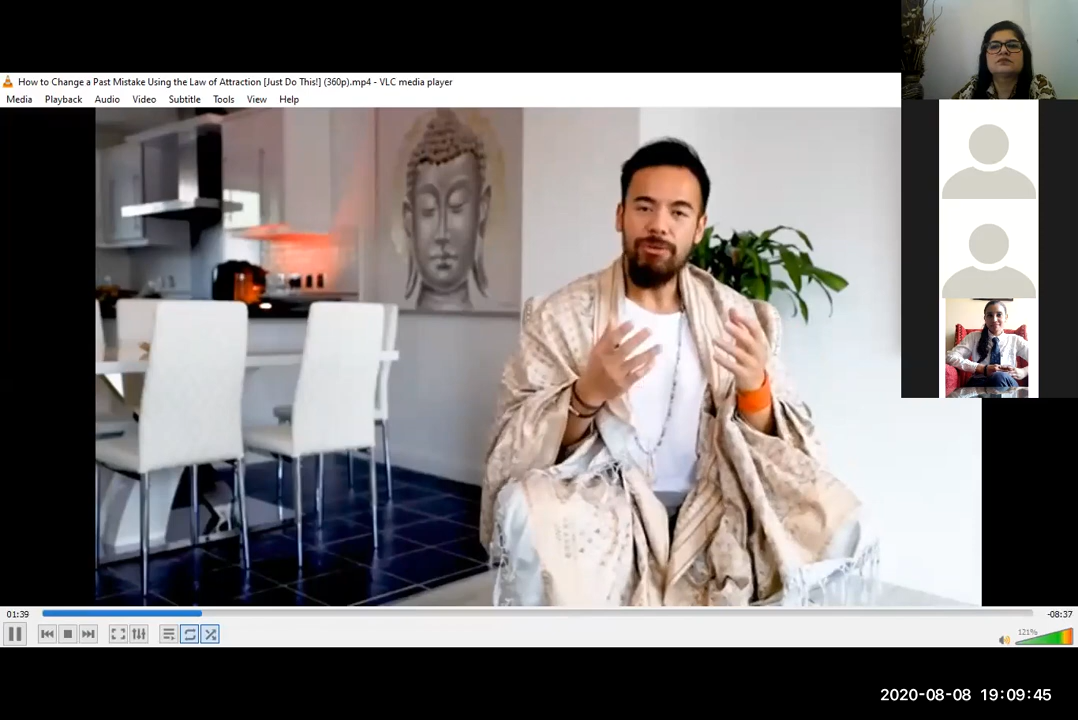 How to Change a Past Mistake Using the Law of Attraction [Just Do This!] (360p).mp4 - VLC media player
Media Playback Audio Video Subtitle Tools View Help
01:39
-08:37
121%
2020-08-08 19:09:45